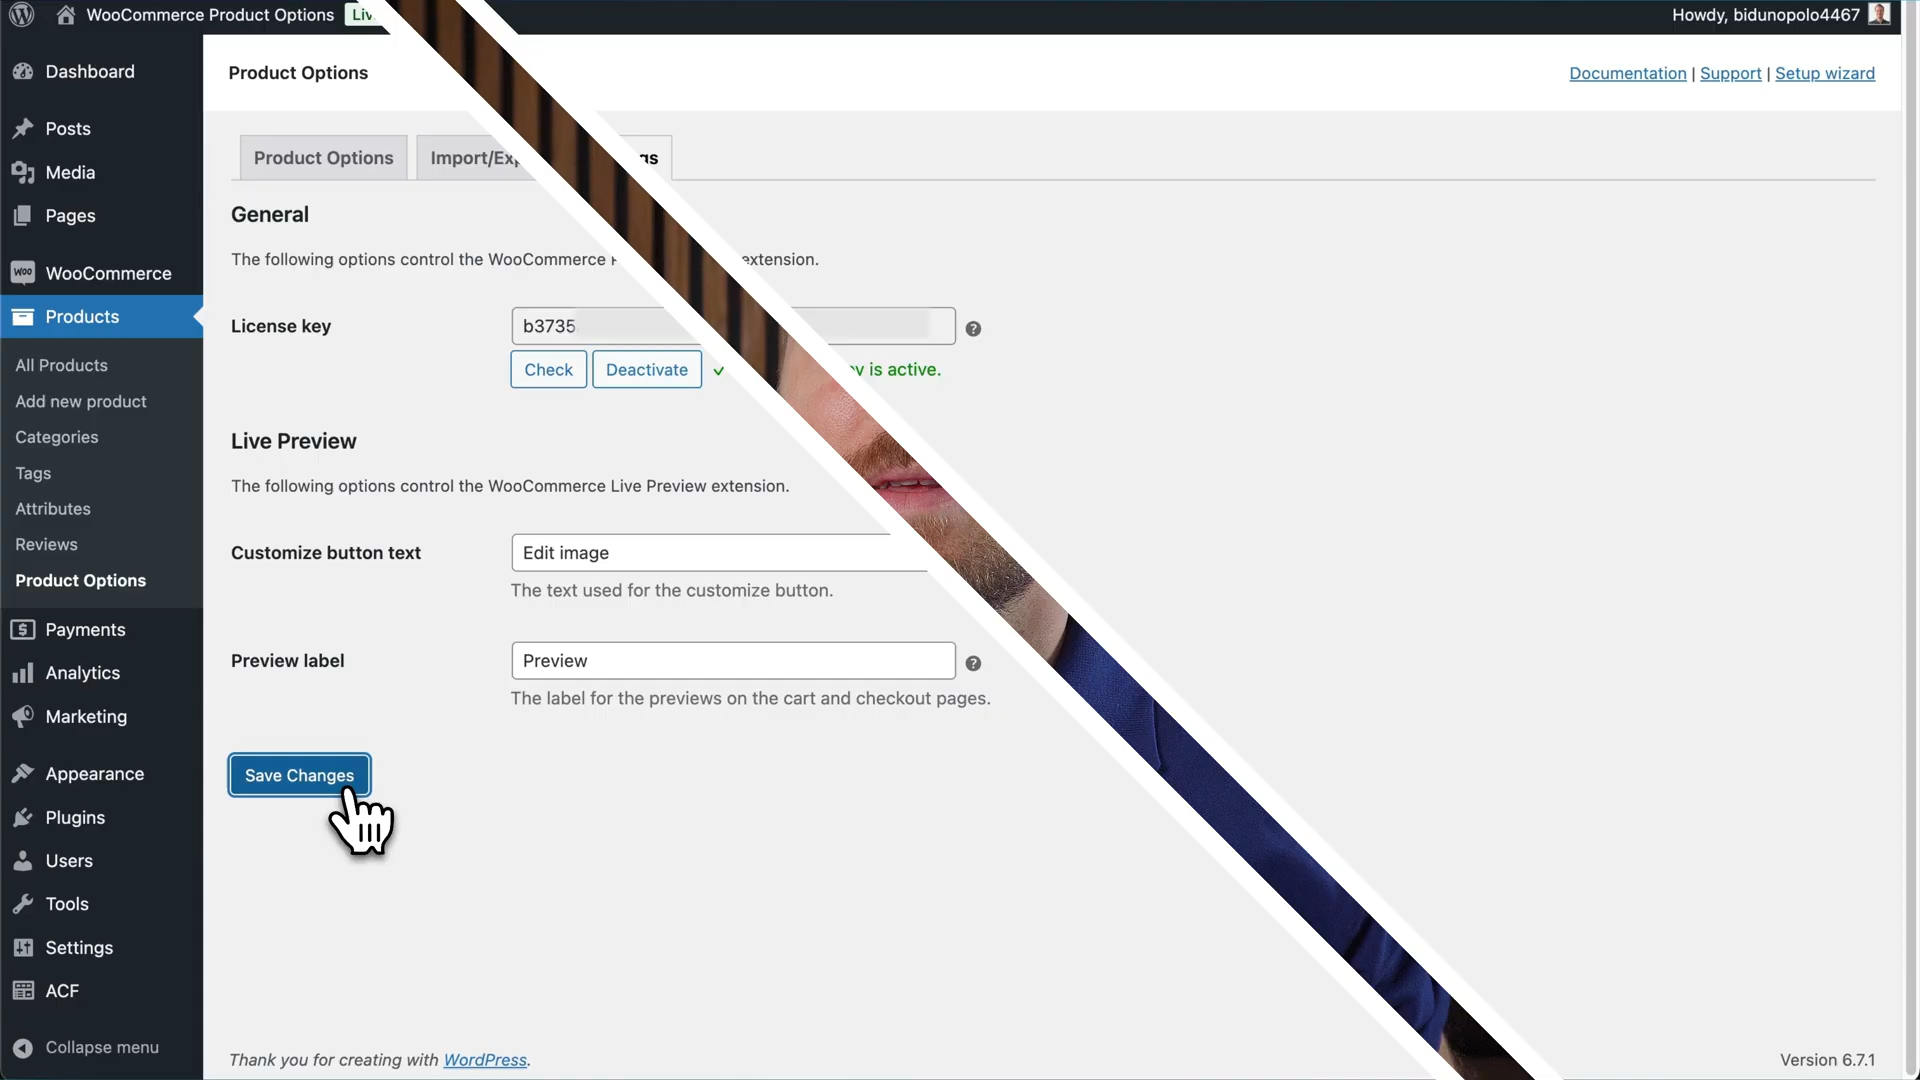 WooCommerce Product Options
Howdy, bidunopolo4467
Dashboard
Posts
Media
Pages
WooCommerce
Products
All Products
Add new product
Categories
Tags
Attributes
Reviews
Product Options
Payments
Analytics
Marketing
Appearance
Plugins
Users
Tools
Settings
ACF
Collapse menu
Product Options
Documentation | Support | Setup wizard
Product Options
General
The following options control the WooCommerce extension.
License key
b3735
Check
Deactivate
is active.
Live Preview
The following options control the WooCommerce Live Preview extension.
Customize button text
Edit image
The text used for the customize button.
Preview label
Preview
The label for the previews on the cart and checkout pages.
Save Changes
Thank you for creating with WordPress.
Version 6.7.1